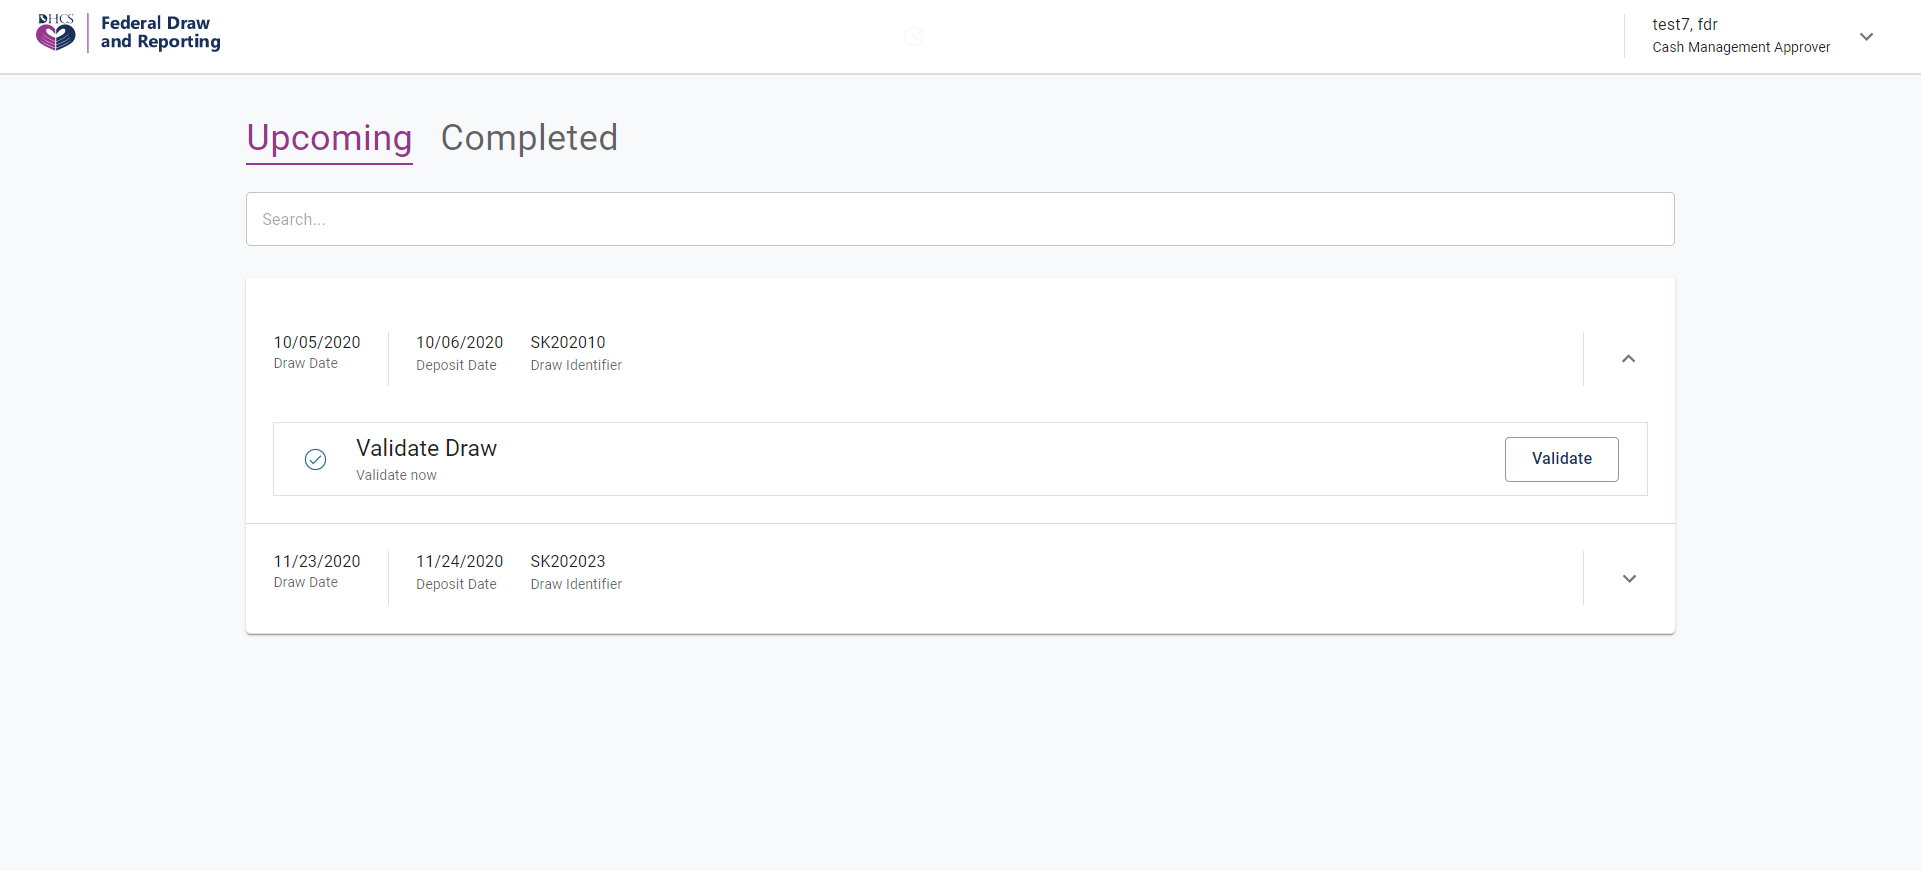 DHCS
Federal Draw
and Reporting
test7, fdr
Cash Management Approver
Upcoming Completed
Search...
10/05/2020 10/06/2020 SK202010
Draw Date Deposit Date Draw Identifier
Validate Draw
Validate now
Validate
11/23/2020 11/24/2020 SK202023
Draw Date Deposit Date Draw Identifier